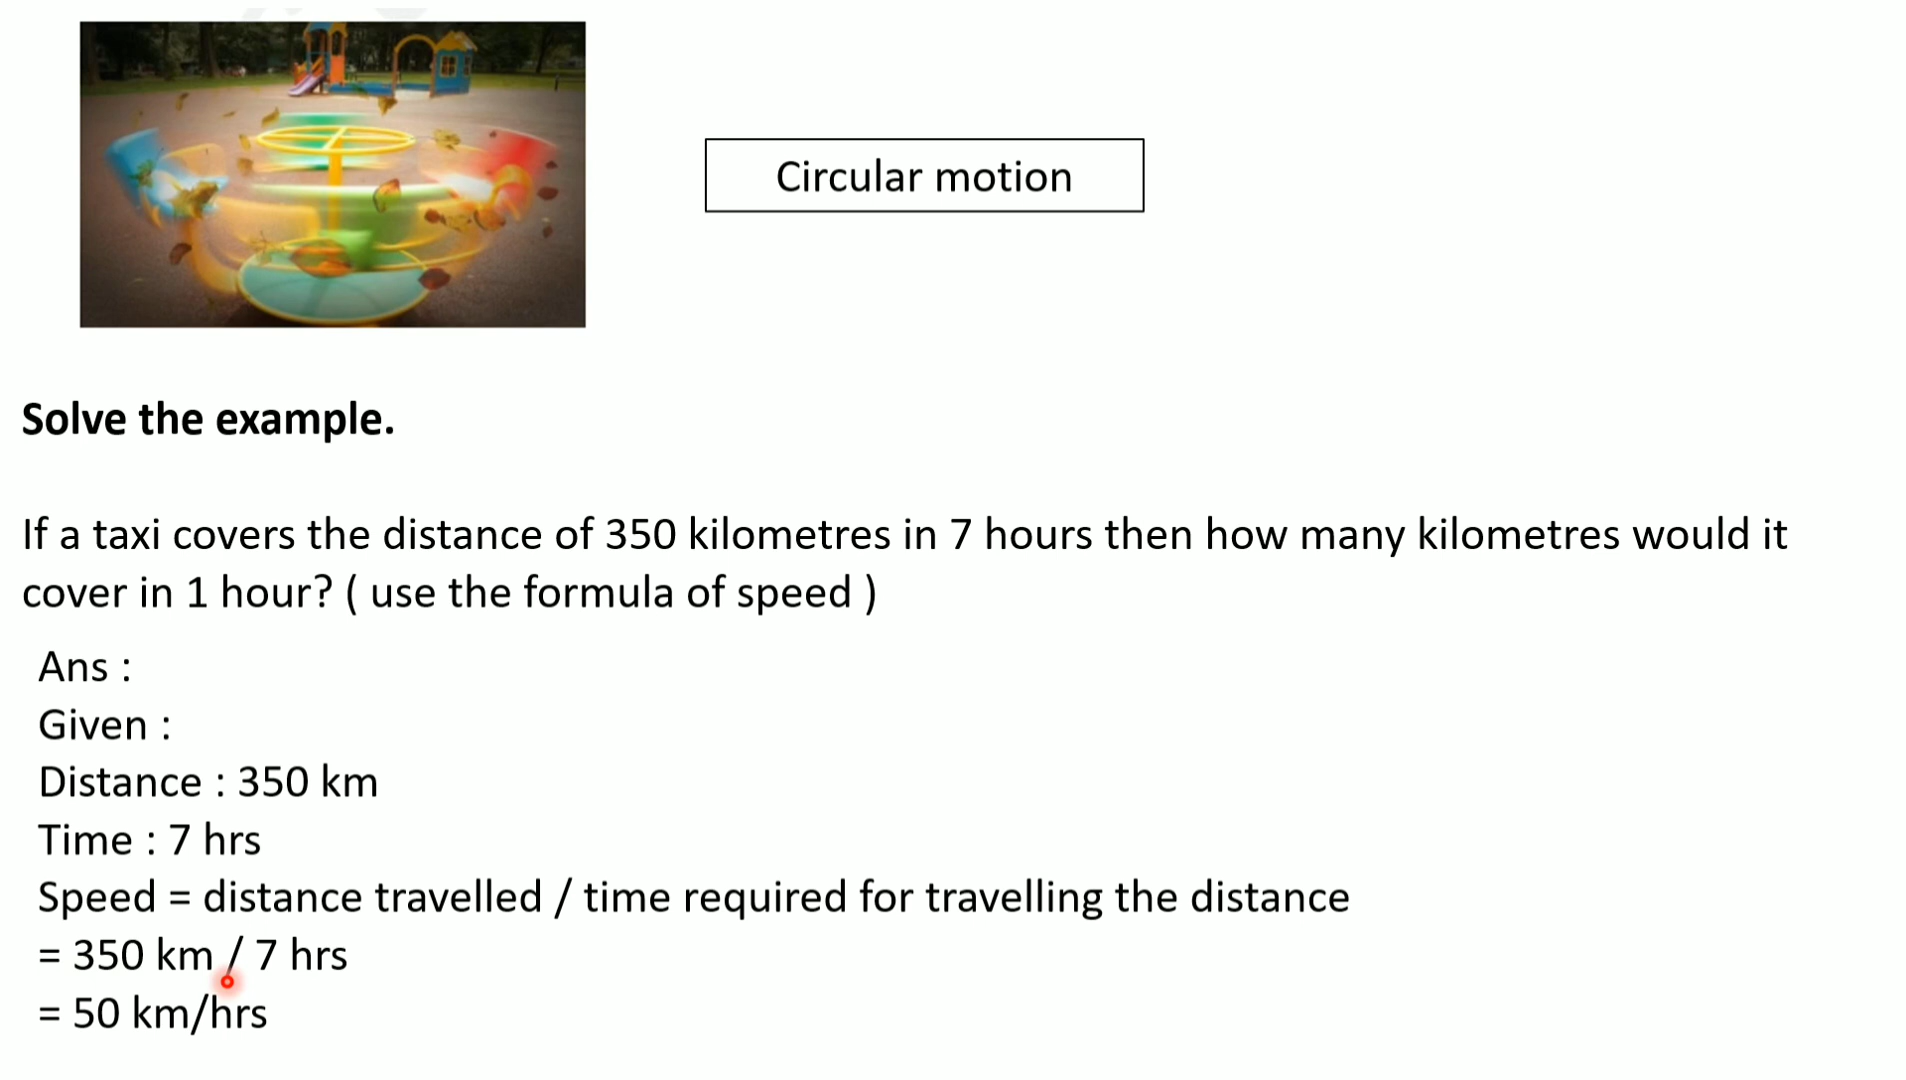 Circular motion
Solve the example.
If a taxi covers the distance of 350 kilometres in 7 hours then how many kilometres would it
cover in 1 hour? ( use the formula of speed )
Ans :
Given :
Distance : 350 km
Time : 7 hrs
Speed = distance travelled / time required for travelling the distance
= 350 km / 7 hrs
= 50 km/hrs